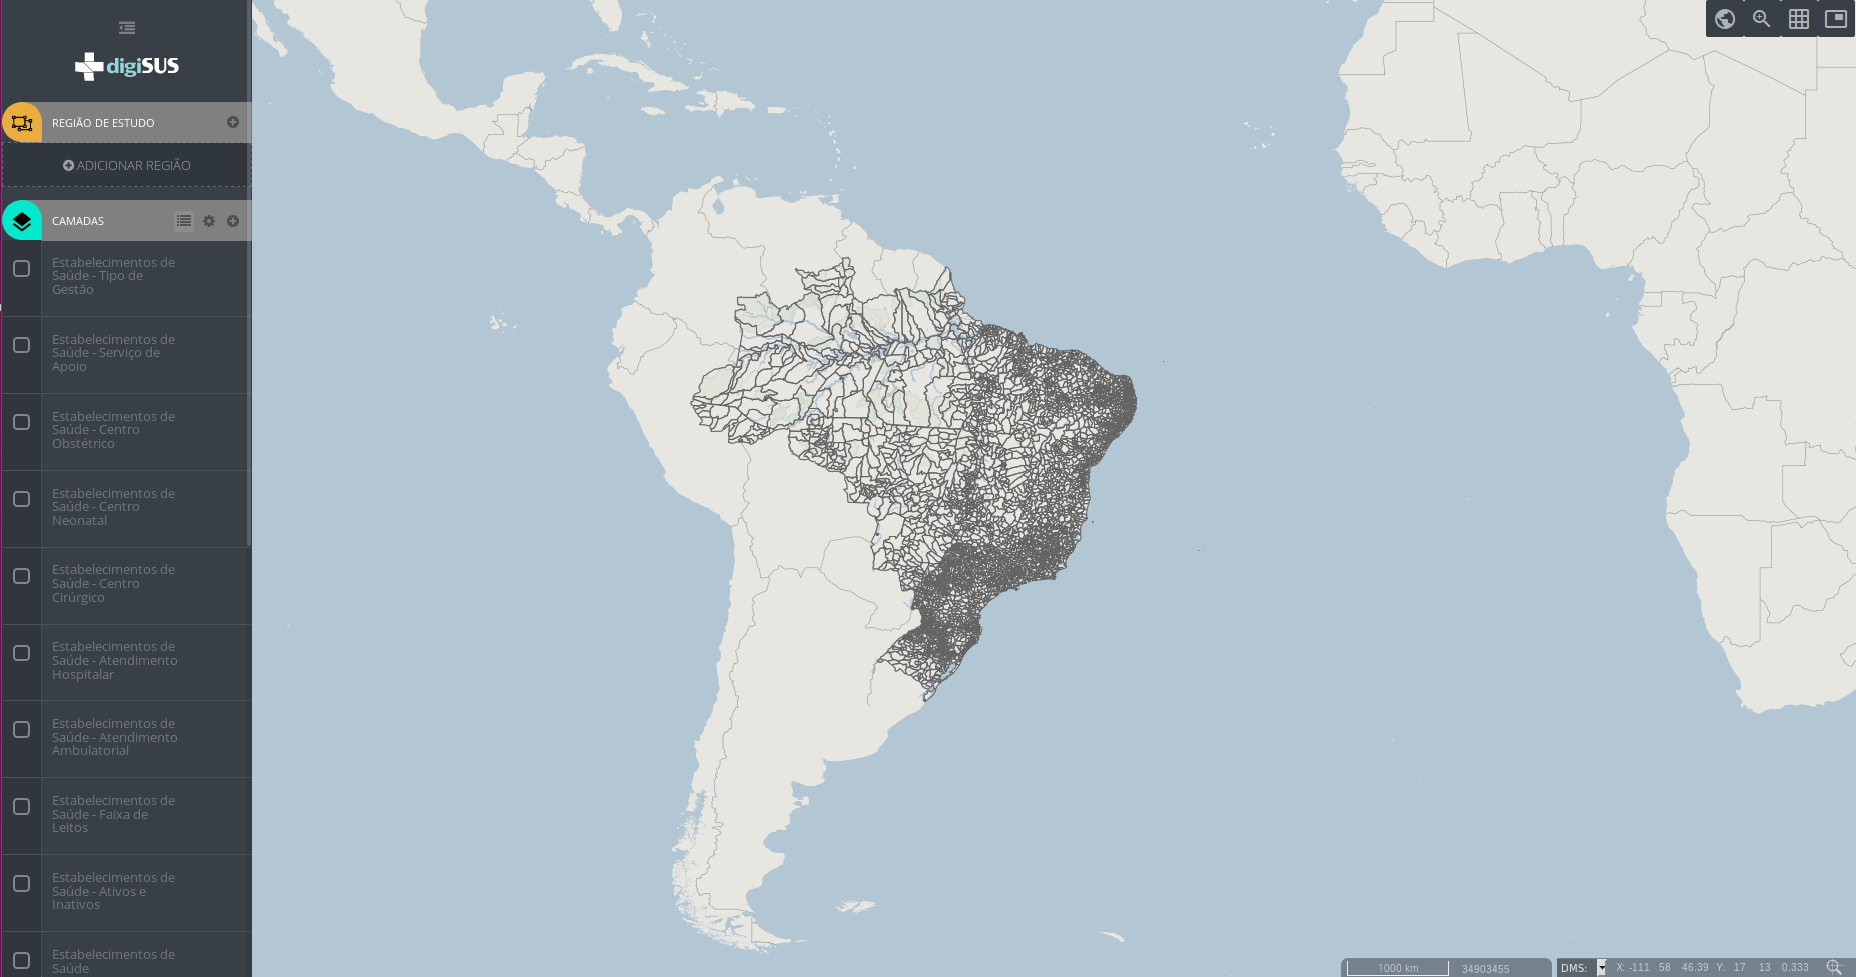 digiSUS
REGIÃO DE ESTUDO
ADICIONAR REGIÃO
CAMADAS
Estabelecimentos de
Saúde - Tipo de
Gestão
Estabelecimentos de
Saúde - Serviço de
Apoio
Estabelecimentos de
Saúde - Centro
Obstétrico
Estabelecimentos de
Saúde - Centro
Neonatal
Estabelecimentos de
Saúde - Centro
Cirúrgico
Estabelecimentos de
Saúde - Atendimento
Hospitalar
Estabelecimentos de
Saúde - Atendimento
Ambulatorial
Estabelecimentos de
Saúde - Faixa de
Leitos
Estabelecimentos de
Saúde - Ativos e
Inativos
Estabelecimentos de
Saúde
1000 km 34903455 DMS: X: -111 58 46.39 Y: 17 13 0.333